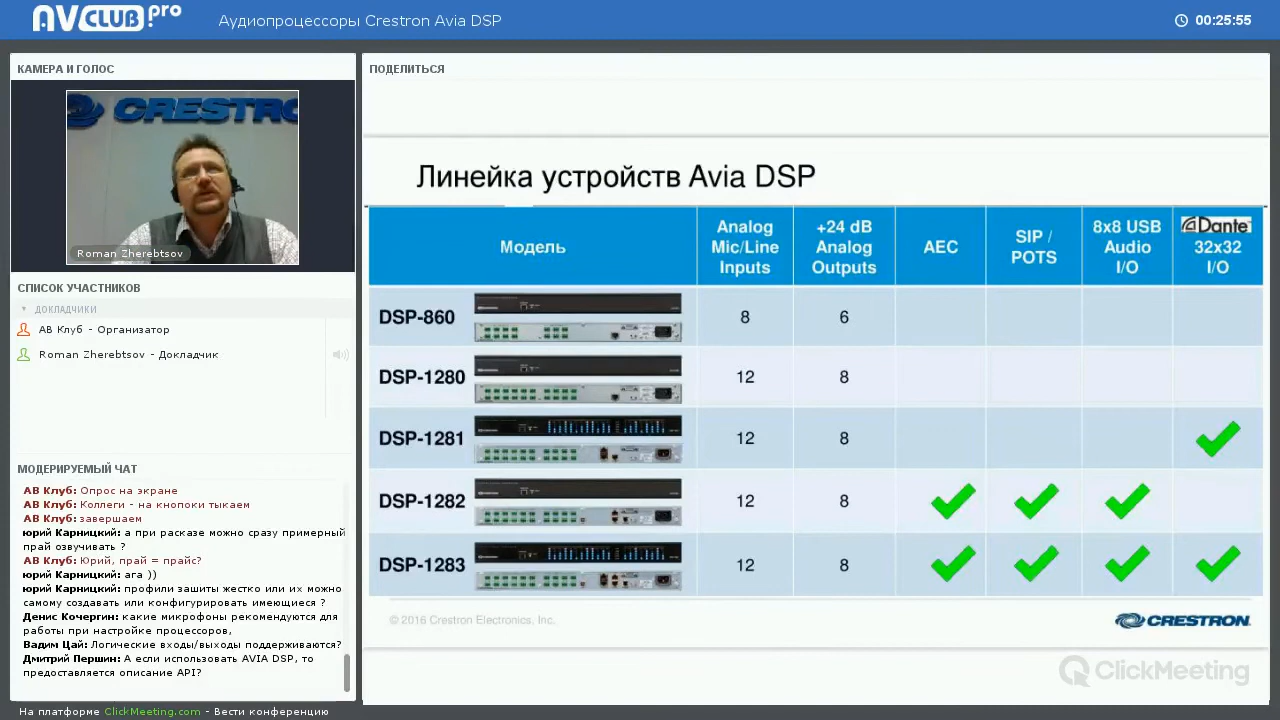 AVCLUB.pro
Аудиопроцессоры Crestron Avia DSP
00:25:55
КАМЕРА И ГОЛОС
CRESTRO
Roman Zherebtsov
СПИСОК УЧАСТНИКОВ
ДОКЛАДЧИКИ
АВ Клуб - Организатор
Roman Zherebtsov - Докладчик
МОДЕРИРУЕМЫЙ ЧАТ
АВ Клуб: Опрос на экране
АВ Клуб: Коллеги - на кнопоки тыкаем
АВ Клуб: завершаем
юрий Карницкий: а при расказе можно сразу примерный
прай озвучивать ?
АВ Клуб: Юрий, прай = прайс?
юрий Карницкий: ага ))
юрий Карницкий: профили зашиты жестко или их можно
самому создавать или конфигурировать имеющиеся ?
Денис Кочергин: какие микрофоны рекомендуются для
работы при настройке процессоров,
Вадим Цай: Логические входы/выходы поддерживаются?
Дмитрий Першин: А если использовать AVIA DSP, то
предоставляется описание API?
На платформе ClickMeeting.com - Вести конференцию
ПОДЕЛИТЬСЯ
Линейка устройств Avia DSP
Модель
Analog
Mic/Line
Inputs
+24 dB
Analog
Outputs
AEC
SIP /
POTS
8x8 USB
Audio
I/O
Dante
32x32
I/O
DSP-860 8 6
DSP-1280 12 8
DSP-1281 12 8
DSP-1282 12 8
DSP-1283 12 8
© 2016 Crestron Electronics, Inc.
CRESTRON
ClickMeeting